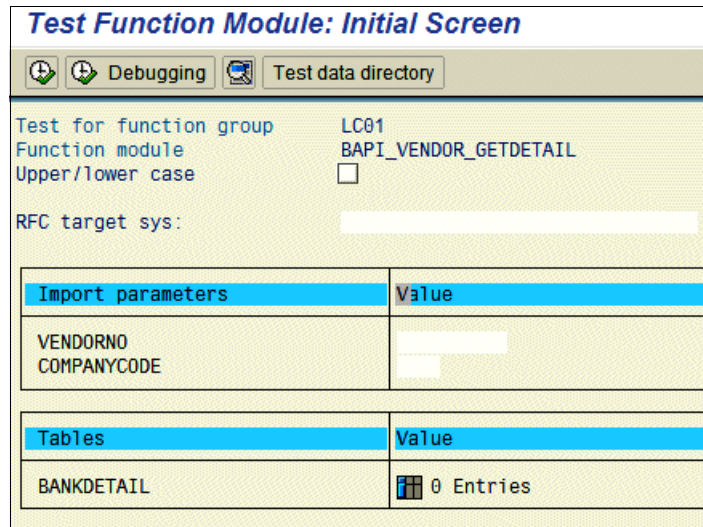 Test Function Module: Initial Screen
Debugging Test data directory
Test for function group LC01
Function module BAPI_VENDOR_GETDETAIL
Upper/lower case
RFC target sys:
Import parameters Value
VENDORNO
COMPANYCODE
Tables Value
BANKDETAIL 0 Entries